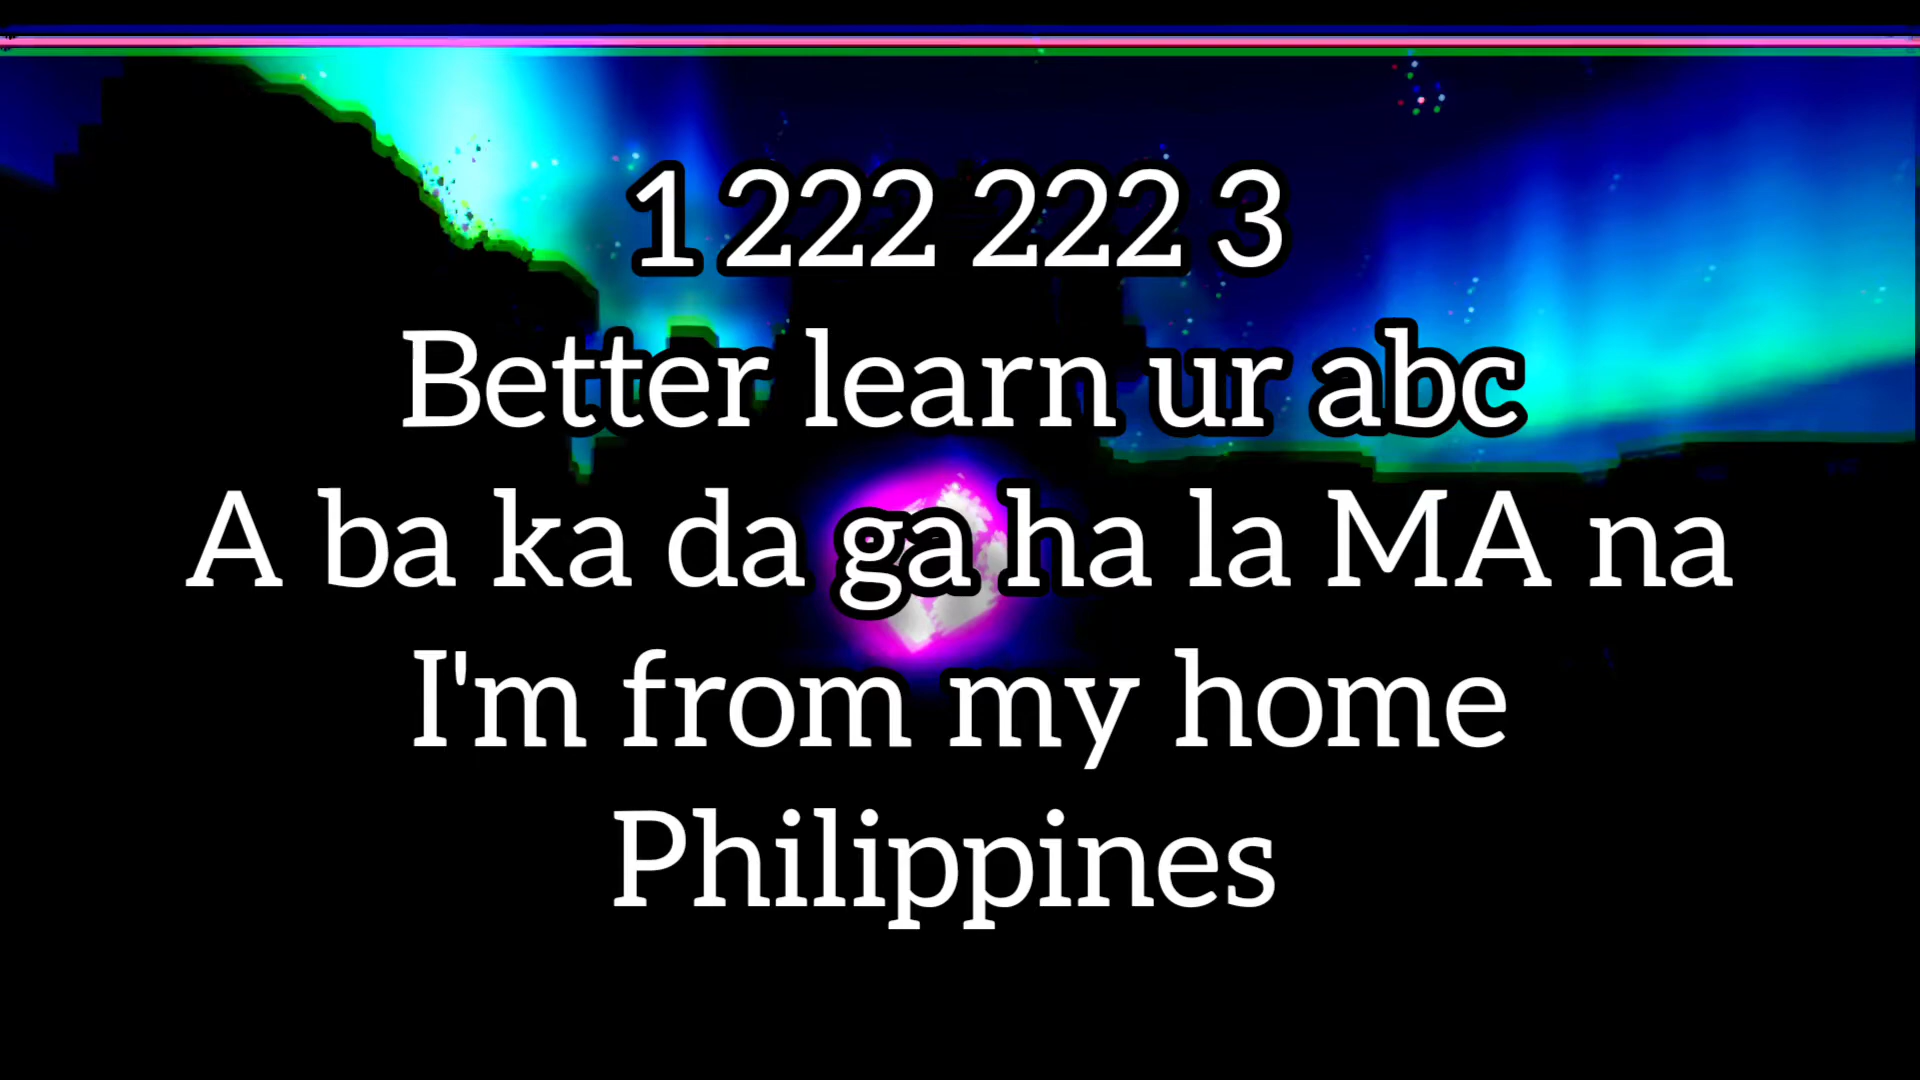 1 222 222 3
Better learn ur abc
A ba ka da ga ha la MA na
I'm from my home
Philippines